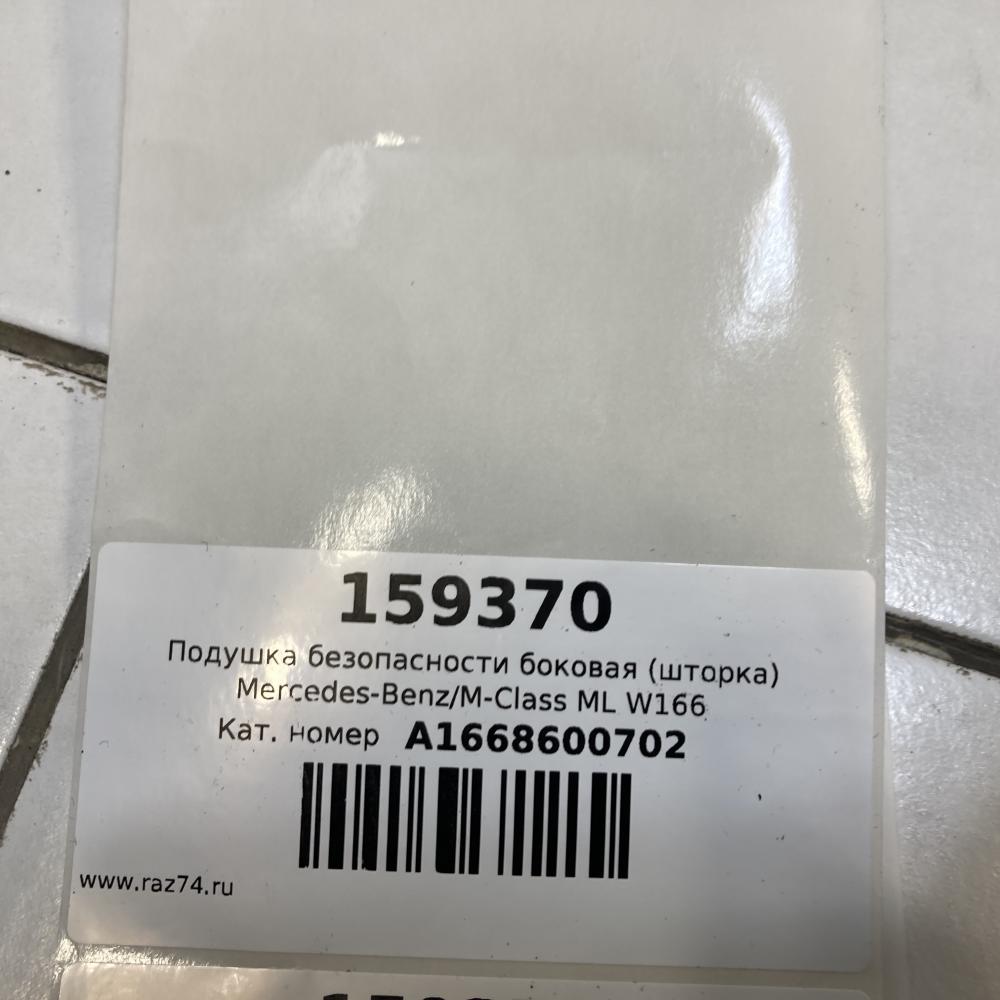 159370
Подушка безопасности боковая (шторка)
Mercedes-Benz/M-Class ML W166
Кат. номер A1668600702
www.raz74.ru